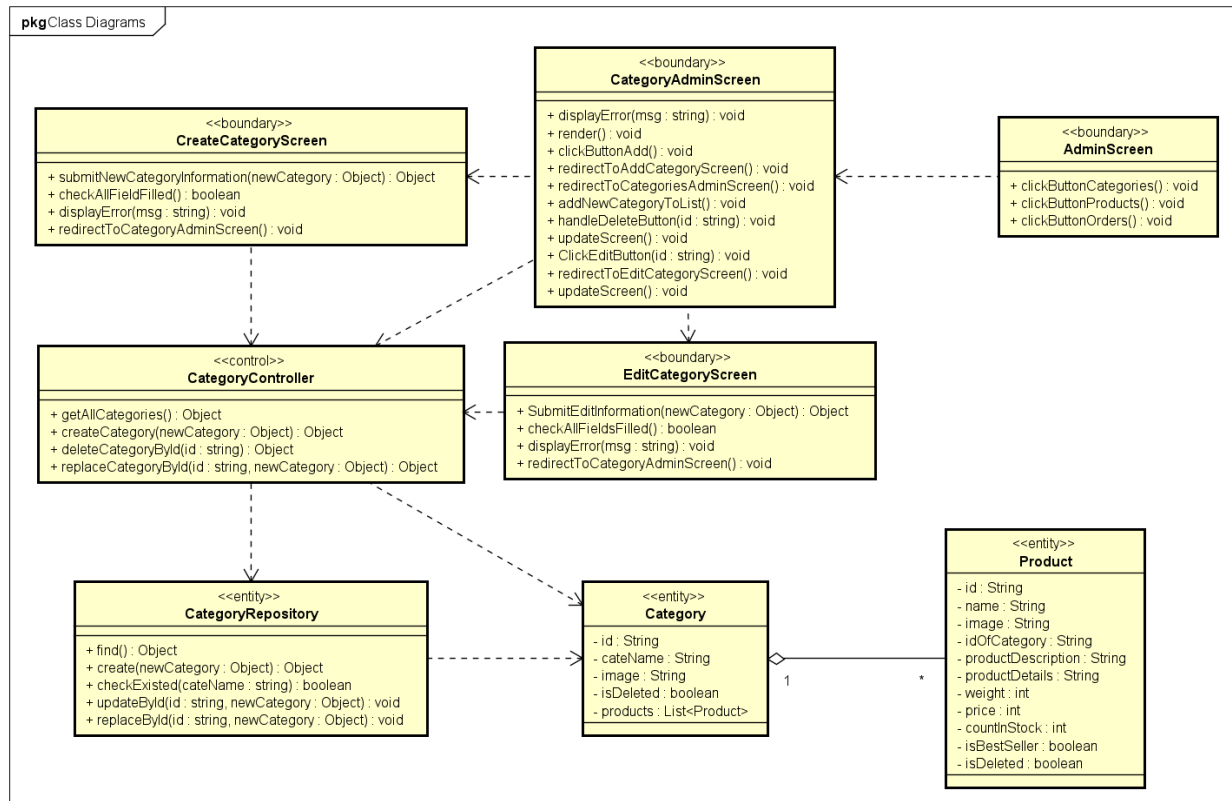 pkg Class Diagrams
<<boundary>>
CategoryAdminScreen
+ displayError(msg : string) : void
+ render() : void
+ clickButtonAdd() : void
+ redirectToAddCategoryScreen() : void
+ redirectToCategoriesAdminScreen() : void
+ addNewCategoryToList() : void
+ handleDeleteButton(id : string) : void
+ updateScreen() : void
+ ClickEditButton(id : string) : void
+ redirectToEditCategoryScreen() : void
+ updateScreen() : void
<<boundary>>
CreateCategoryScreen
+ submitNewCategoryInformation(newCategory : Object) : Object
+ checkAllFieldFilled() : boolean
+ displayError(msg : string) : void
+ redirectToCategoryAdminScreen() : void
<<boundary>>
AdminScreen
+ clickButtonCategories() : void
+ clickButtonProducts() : void
+ clickButtonOrders() : void
<<control>>
CategoryController
+ getAllCategories() : Object
+ createCategory(newCategory : Object) : Object
+ deleteCategoryById(id : string) : Object
+ replaceCategoryById(id : string, newCategory : Object) : Object
<<boundary>>
EditCategoryScreen
+ SubmitEditInformation(newCategory : Object) : Object
+ checkAllFieldsFilled() : boolean
+ displayError(msg : string) : void
+ redirectToCategoryAdminScreen() : void
<<entity>>
CategoryRepository
+ find() : Object
+ create(newCategory : Object) : Object
+ checkExisted(cateName : string) : boolean
+ updateById(id : string, newCategory : Object) : void
+ replaceById(id : string, newCategory : Object) : void
<<entity>>
Category
- id : String
- cateName : String
- image : String
- isDeleted : boolean
- products : List<Product>
1
*
<<entity>>
Product
- id : String
- name : String
- image : String
- idOfCategory : String
- productDescription : String
- productDetails : String
- weight : int
- price : int
- countInStock : int
- isBestSeller : boolean
- isDeleted : boolean